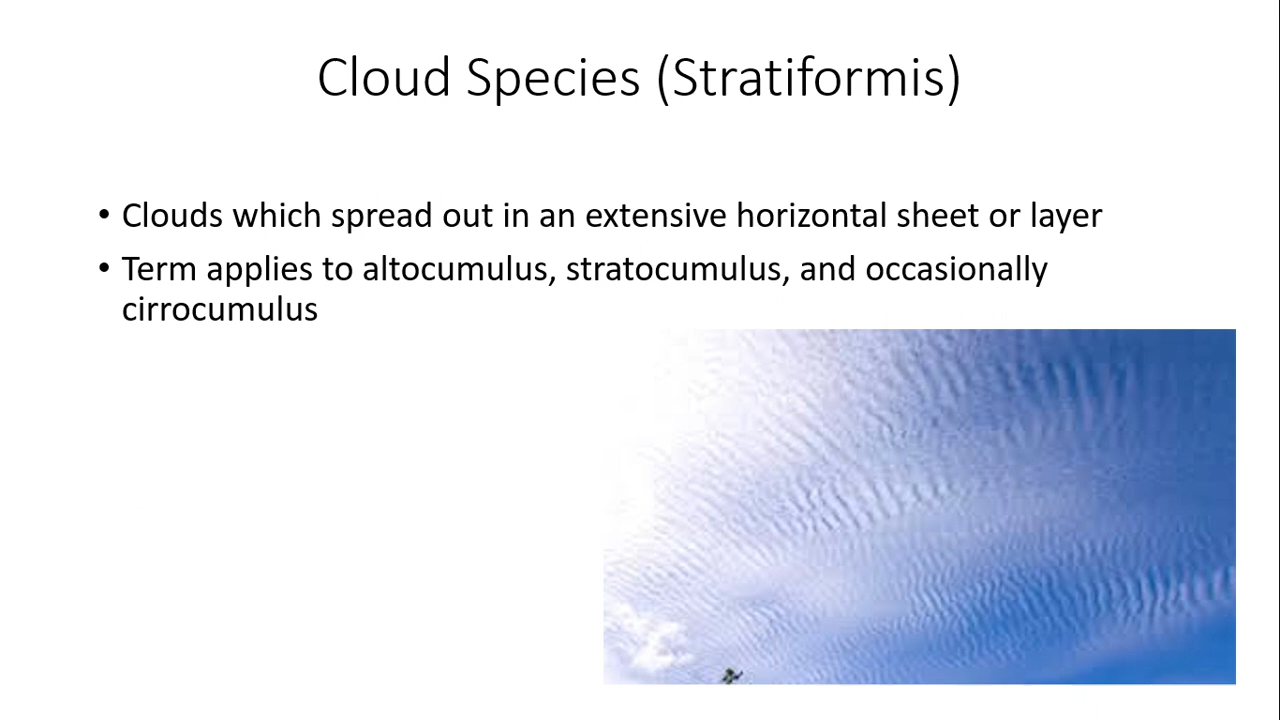 Cloud Species (Stratiformis)
• Clouds which spread out in an extensive horizontal sheet or layer
• Term applies to altocumulus, stratocumulus, and occasionally
cirrocumulus